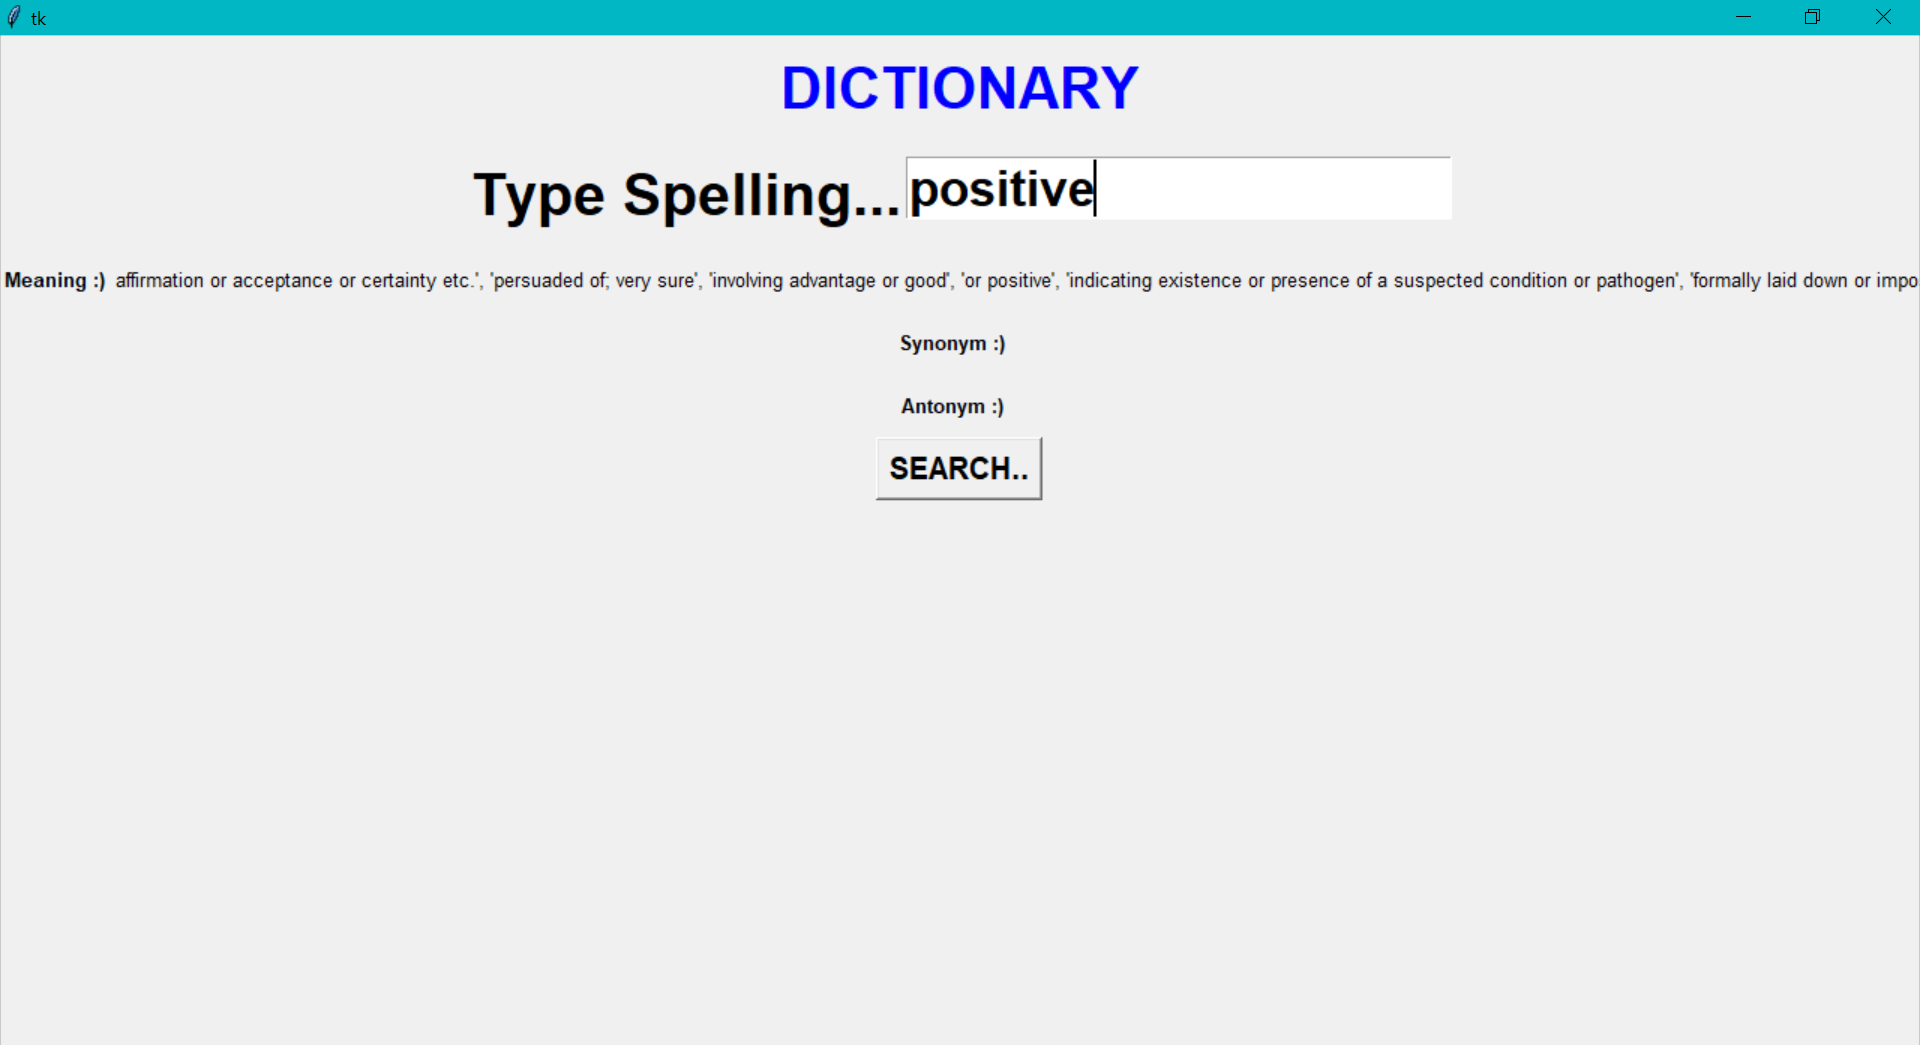 tk
DICTIONARY
Type Spelling... positive
Meaning :) affirmation or acceptance or certainty etc.', 'persuaded of; very sure', 'involving advantage or good', 'or positive', 'indicating existence or presence of a suspected condition or pathogen', 'formally laid down or impo
Synonym :)
Antonym :)
SEARCH..